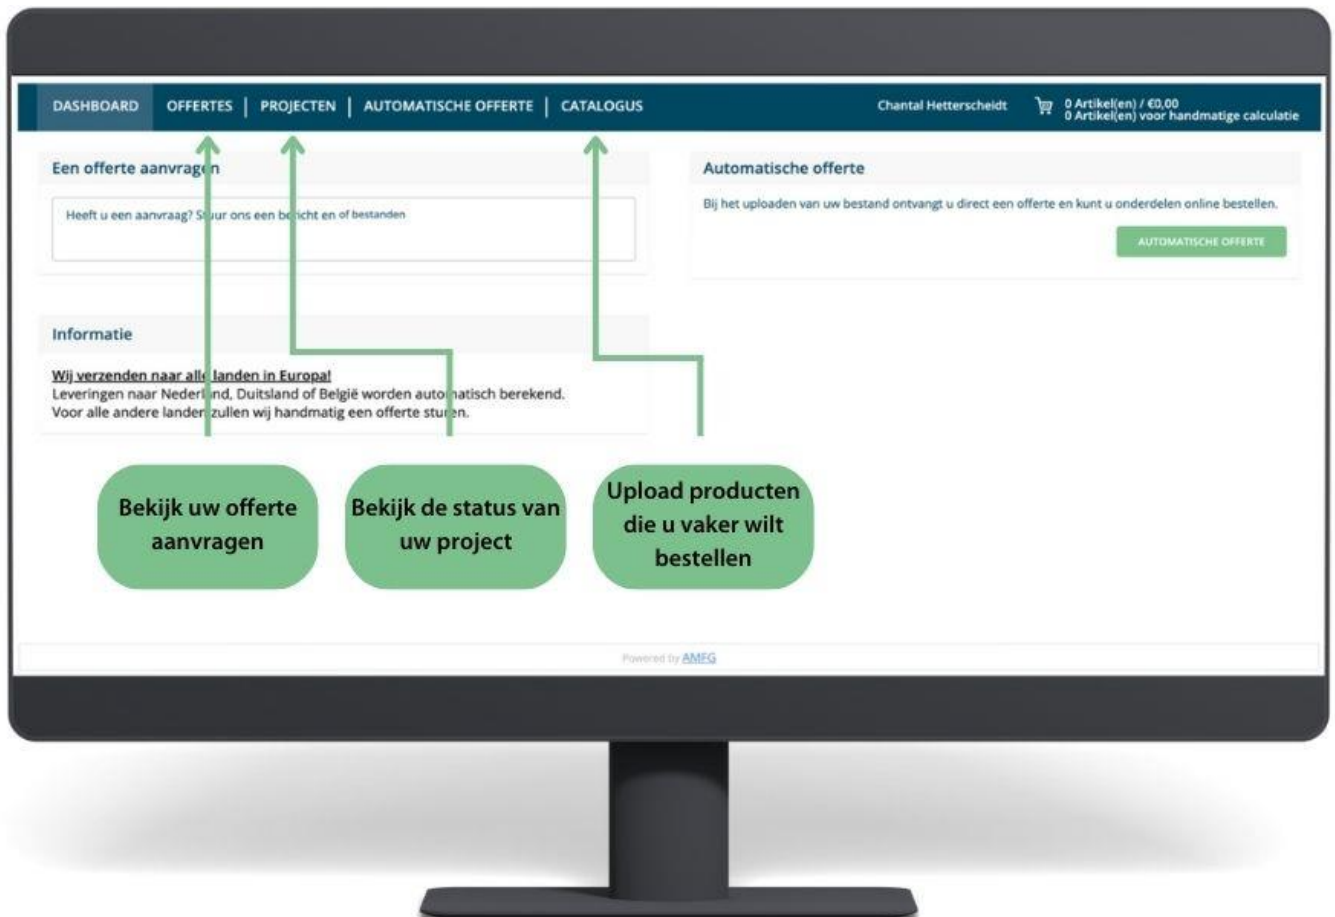 DASHBOARD OFFERTES | PROJECTEN | AUTOMATISCHE OFFERTE | CATALOGUS
Chantal Hetterscheidt
0 Artikel(en) / €0,00
0 Artikel(en) voor handmatige calculatie
Een offerte aanvragen
Heeft u een aanvraag? Stuur ons een bericht en of bestanden
Automatische offerte
Bij het uploaden van uw bestand ontvangt u direct een offerte en kunt u onderdelen online bestellen.
AUTOMATISCHE OFFERTE
Informatie
Wij verzenden naar alle landen in Europa!
Leveringen naar Nederland, Duitsland of België worden automatisch berekend.
Voor alle andere landen zullen wij handmatig een offerte sturen.
Bekijk uw offerte
aanvragen
Bekijk de status van
uw project
Upload producten
die u vaker wilt
bestellen
Powered by AMFG